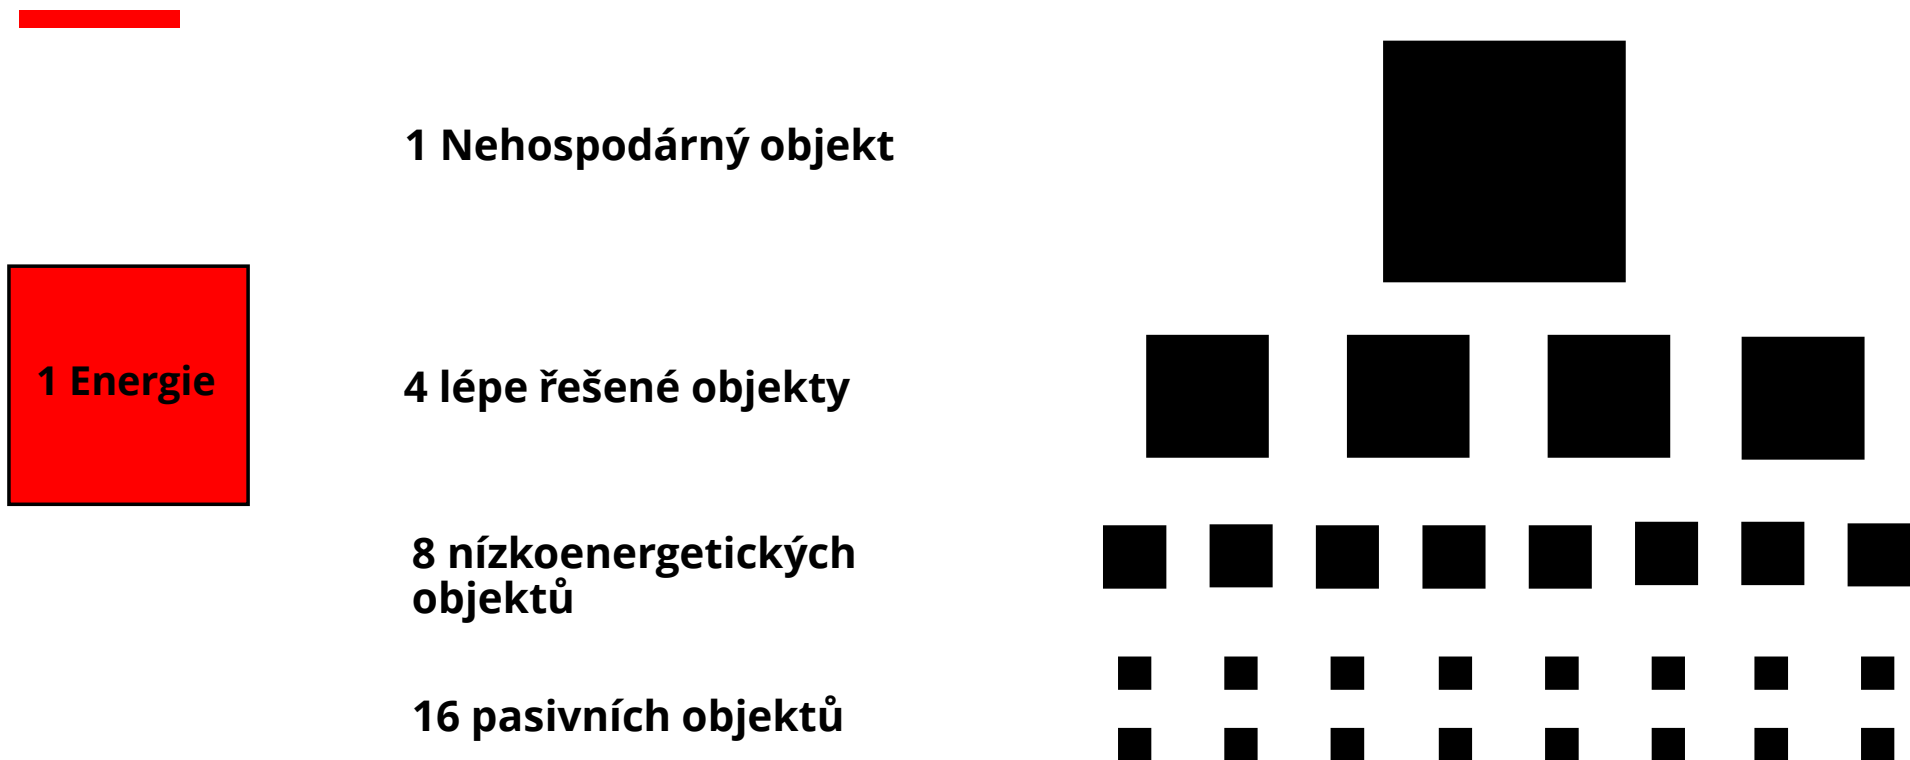 1 Nehospodárný objekt
1 Energie
4 lépe řešené objekty
8 nízkoenergetických
objektů
16 pasivních objektů